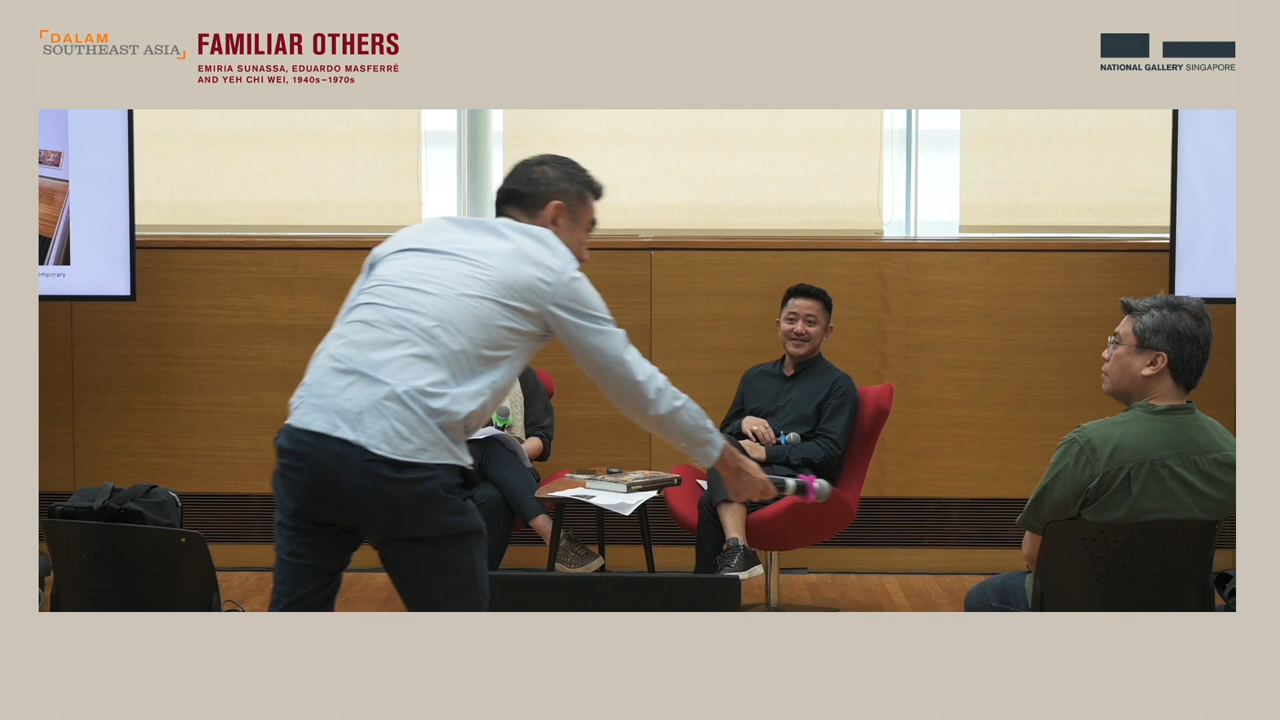 DALAM
SOUTHEAST ASIA
FAMILIAR OTHERS
EMIRIA SUNASSA, EDUARDO MASFERRÉ
AND YEH CHI WEI, 1940s–1970s
NATIONAL GALLERY SINGAPORE